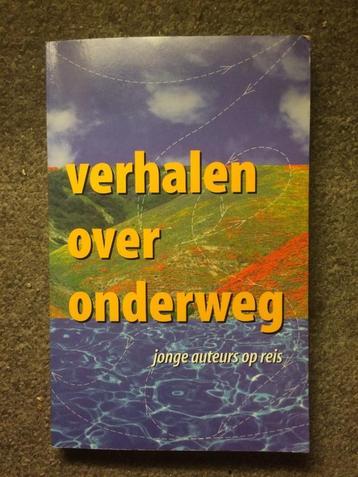 verhalen
over
onderweg
jonge auteurs op reis